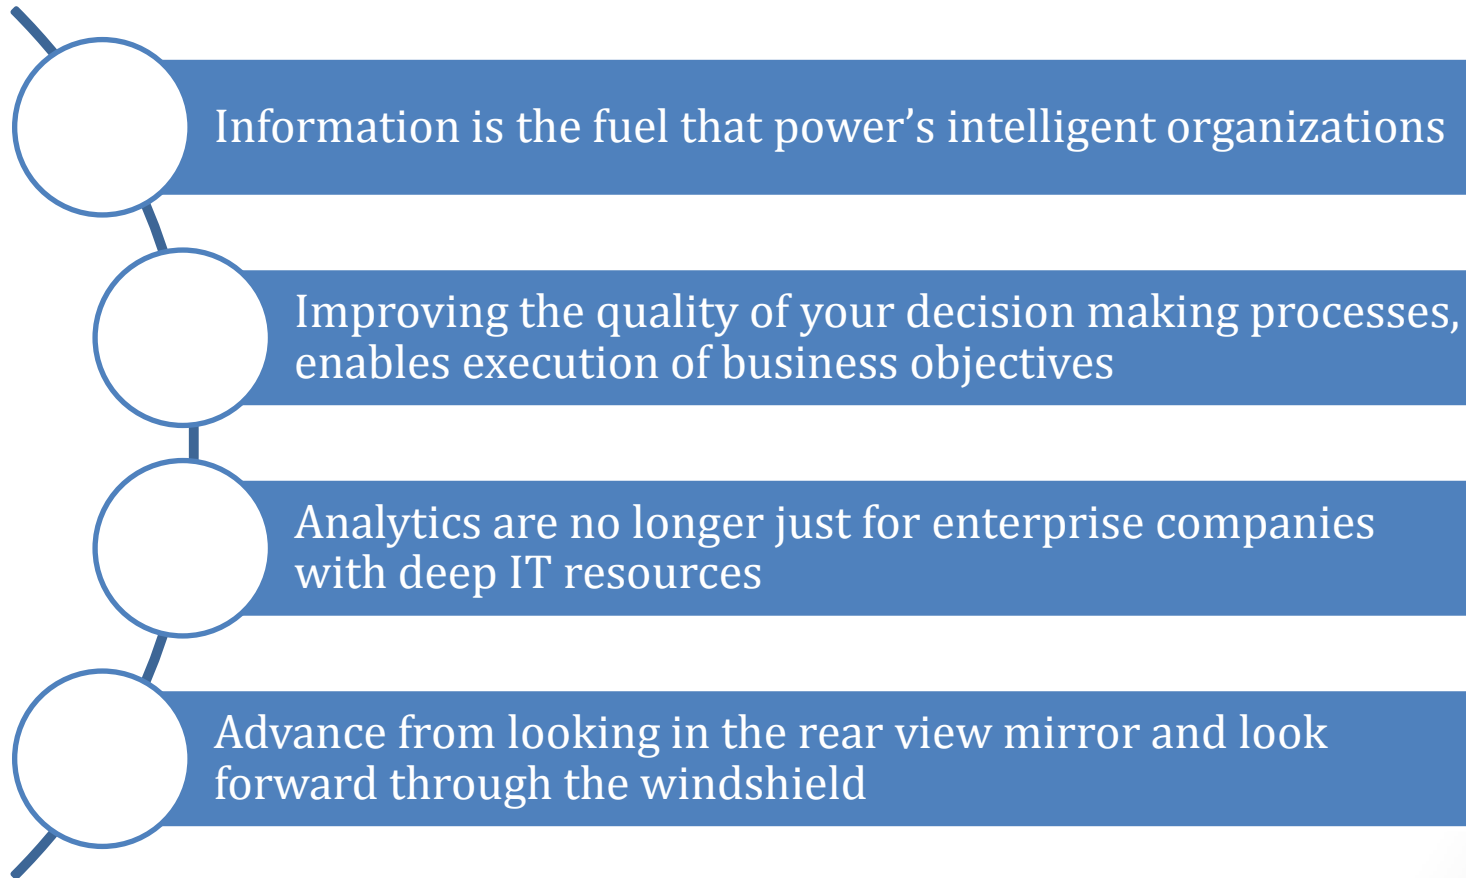 Information is the fuel that power’s intelligent organizations
Improving the quality of your decision making processes,
enables execution of business objectives
Analytics are no longer just for enterprise companies
with deep IT resources
Advance from looking in the rear view mirror and look
forward through the windshield